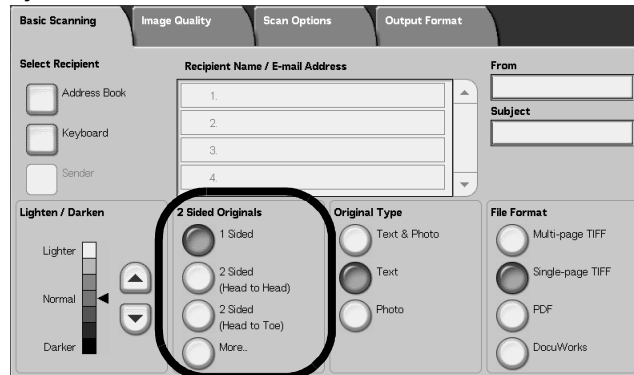 Basic Scanning
Image Quality
Scan Options
Output Format
Select Recipient
Address Book
Keyboard
Sender
Recipient Name / E-mail Address
1.
2.
3.
4.
From
Subject
Lighten / Darken
Lighter
Normal
Darker
2 Sided Originals
1 Sided
2 Sided
(Head to Head)
2 Sided
(Head to Toe)
More...
Original Type
Text & Photo
Text
Photo
File Format
Multi-page TIFF
Single-page TIFF
PDF
DocuWorks